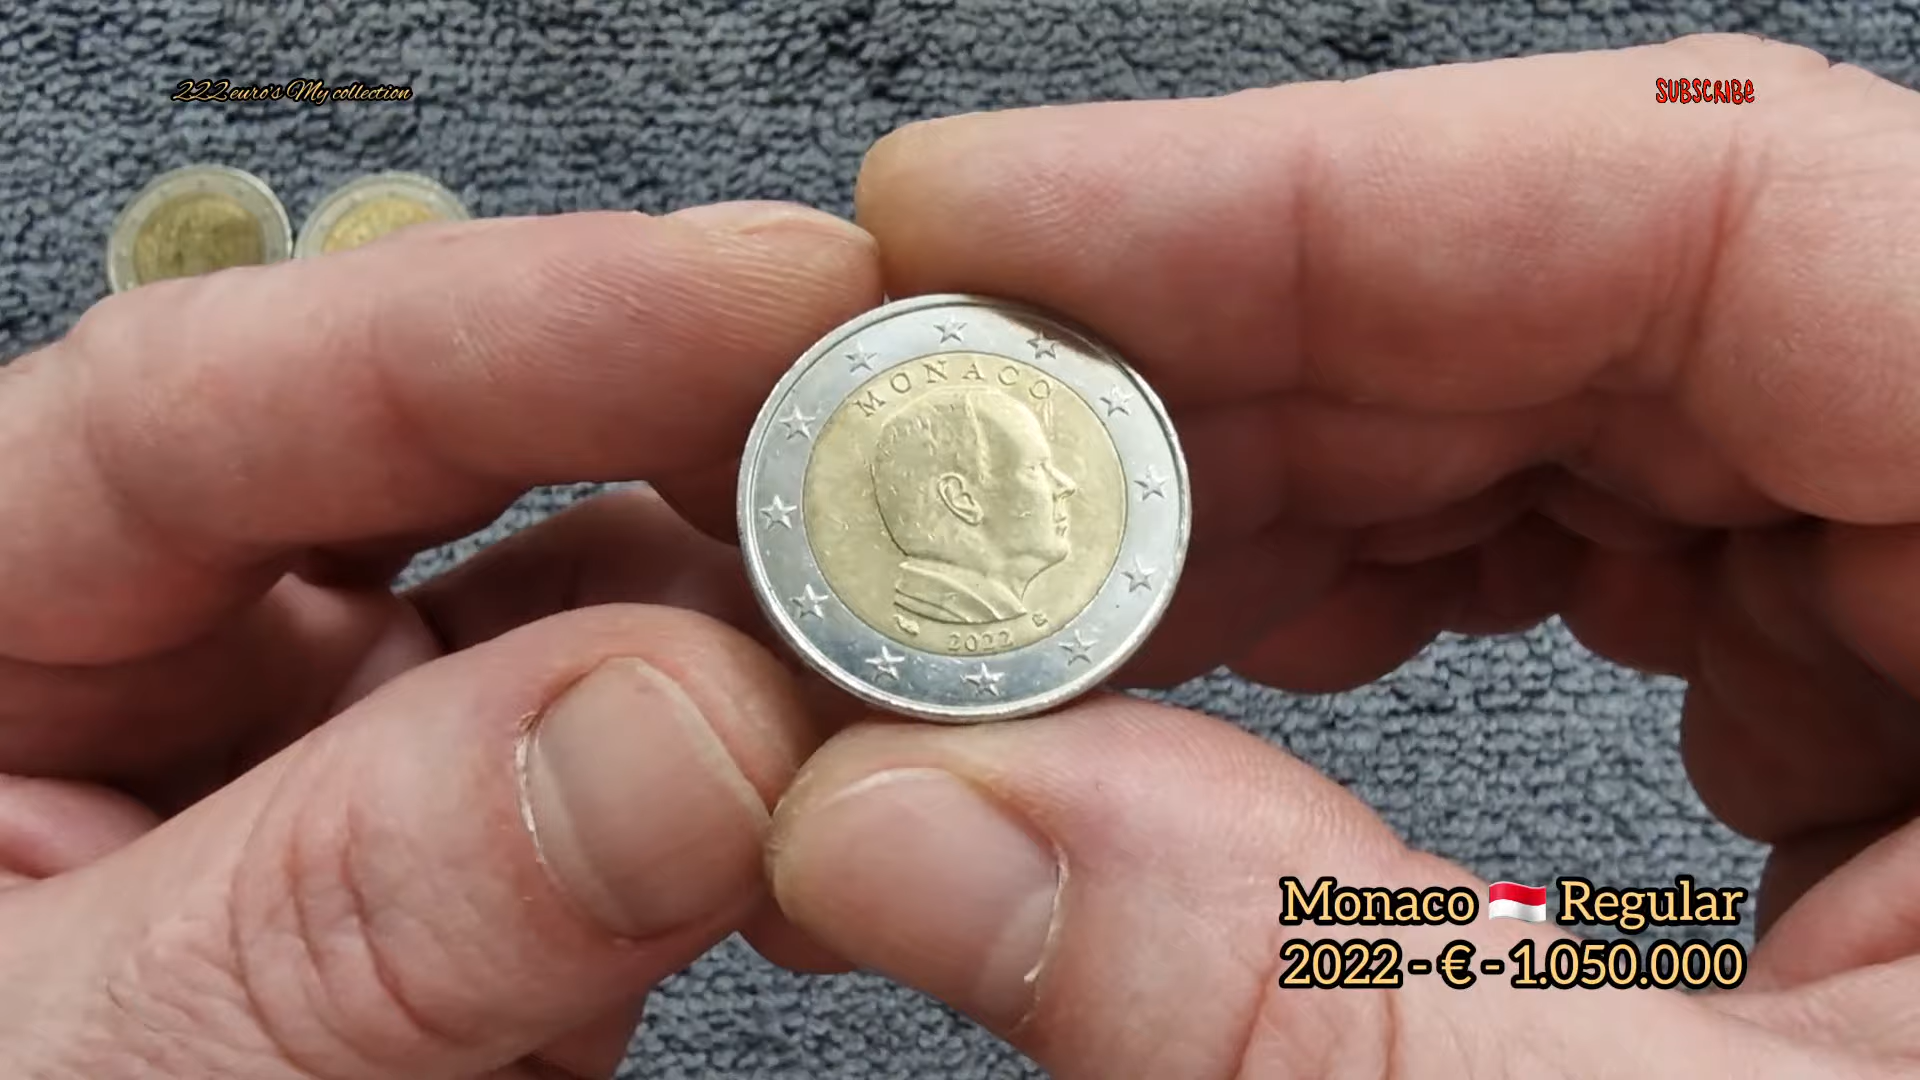 222euro's My collection
SUBSCRIBE
MONACO
2022
Monaco 🇲🇨 Regular
2022 - € - 1.050.000